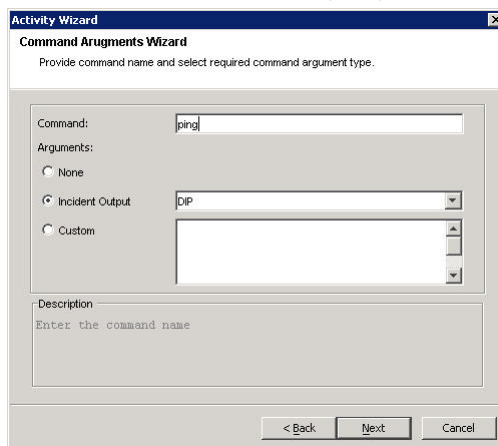 Activity Wizard
Command Arugments Wizard
Provide command name and select required command argument type.
Command: ping
Arguments:
None
Incident Output DIP
Custom
Description
Enter the command name
< Back Next Cancel